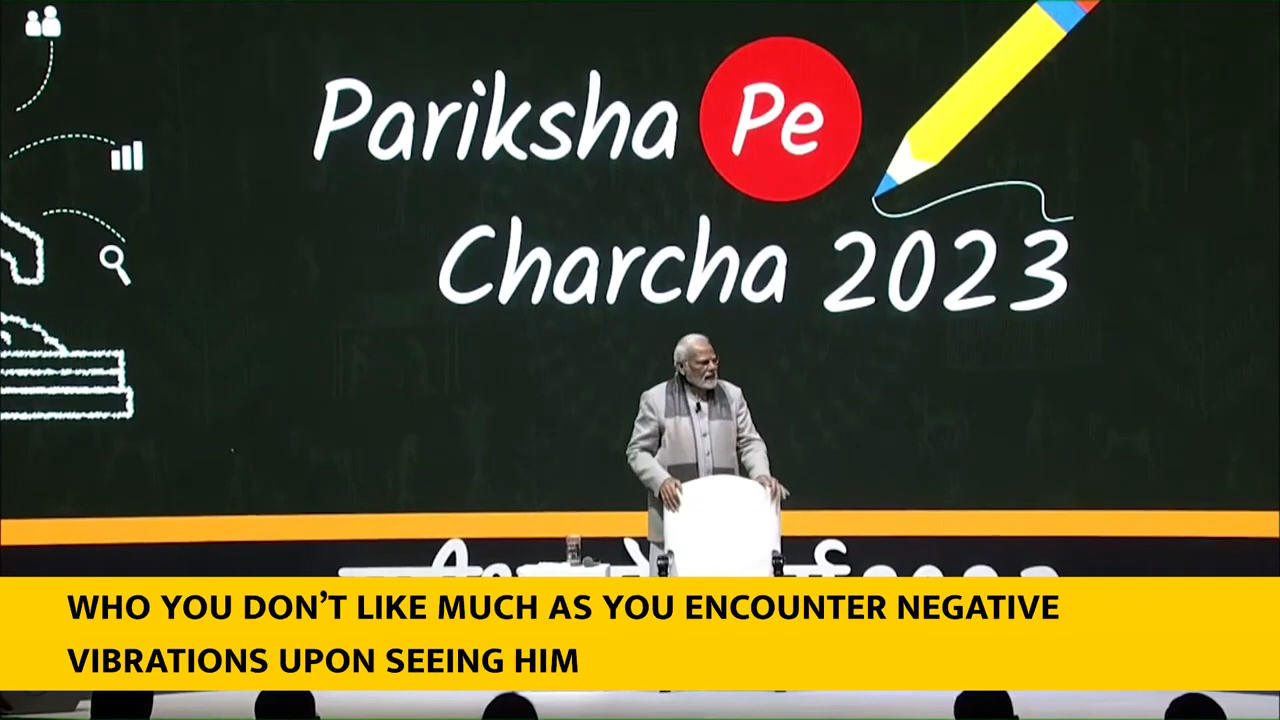 Pariksha Pe
Charcha 2023
WHO YOU DON'T LIKE MUCH AS YOU ENCOUNTER NEGATIVE
VIBRATIONS UPON SEEING HIM